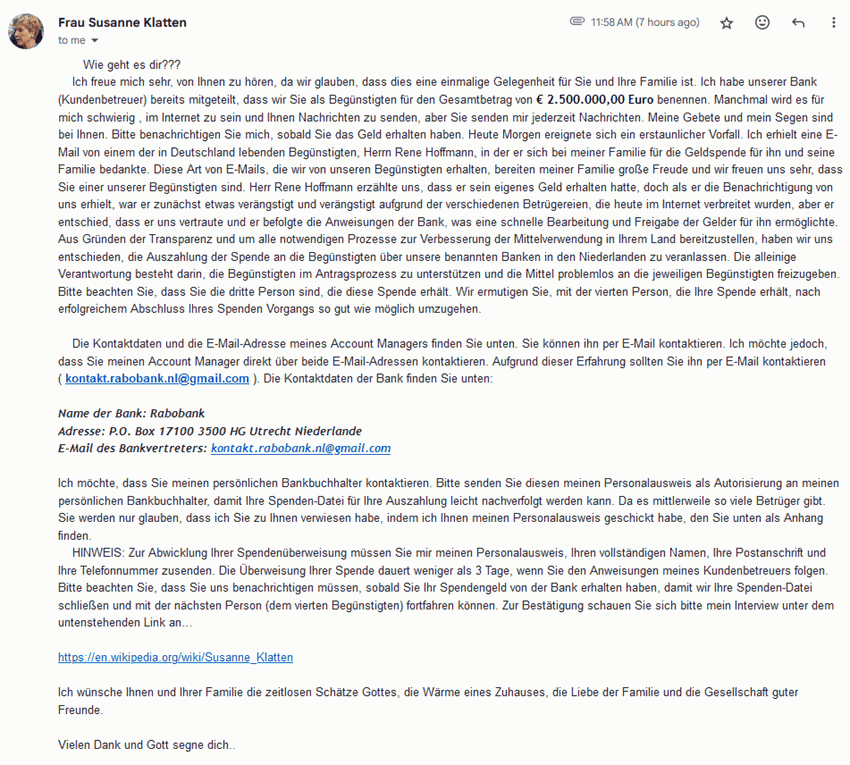 Frau Susanne Klatten
11:58 AM (7 hours ago)
to me
Wie geht es dir???
Ich freue mich sehr, von Ihnen zu hören, da wir glauben, dass dies eine einmalige Gelegenheit für Sie und Ihre Familie ist. Ich habe unserer Bank
(Kundenbetreuer) bereits mitgeteilt, dass wir Sie als Begünstigten für den Gesamtbetrag von € 2.500.000,00 Euro benennen. Manchmal wird es für
mich schwierig , im Internet zu sein und Ihnen Nachrichten zu senden, aber Sie senden mir jederzeit Nachrichten. Meine Gebete und mein Segen sind
bei Ihnen. Bitte benachrichtigen Sie mich, sobald Sie das Geld erhalten haben. Heute Morgen ereignete sich ein erstaunlicher Vorfall. Ich erhielt eine E-
Mail von einem der in Deutschland lebenden Begünstigten, Herrn Rene Hoffmann, in der er sich bei meiner Familie für die Geldspende für ihn und seine
Familie bedankte. Diese Art von E-Mails, die wir von unseren Begünstigten erhalten, bereiten meiner Familie große Freude und wir freuen uns sehr, dass
Sie einer unserer Begünstigten sind. Herr Rene Hoffmann erzählte uns, dass er sein eigenes Geld erhalten hatte, doch als er die Benachrichtigung von
uns erhielt, war er zunächst etwas verängstigt und verängstigt aufgrund der verschiedenen Betrügereien, die heute im Internet verbreitet wurden, aber er
entschied, dass er uns vertraute und er befolgte die Anweisungen der Bank, was eine schnelle Bearbeitung und Freigabe der Gelder für ihn ermöglichte.
Aus Gründen der Transparenz und um alle notwendigen Prozesse zur Verbesserung der Mittelverwendung in Ihrem Land bereitzustellen, haben wir uns
entschieden, die Auszahlung der Spende an die Begünstigten über unsere benannten Banken in den Niederlanden zu veranlassen. Die alleinige
Verantwortung besteht darin, die Begünstigten im Antragsprozess zu unterstützen und die Mittel problemlos an die jeweiligen Begünstigten freizugeben.
Bitte beachten Sie, dass Sie die dritte Person sind, die diese Spende erhält. Wir ermutigen Sie, mit der vierten Person, die Ihre Spende erhält, nach
erfolgreichem Abschluss Ihres Spenden Vorgangs so gut wie möglich umzugehen.
Die Kontaktdaten und die E-Mail-Adresse meines Account Managers finden Sie unten. Sie können ihn per E-Mail kontaktieren. Ich möchte jedoch,
dass Sie meinen Account Manager direkt über beide E-Mail-Adressen kontaktieren. Aufgrund dieser Erfahrung sollten Sie ihn per E-Mail kontaktieren
( kontakt.rabobank.nl@gmail.com ). Die Kontaktdaten der Bank finden Sie unten:
Name der Bank: Rabobank
Adresse: P.O. Box 17100 3500 HG Utrecht Niederlande
E-Mail des Bankvertreters: kontakt.rabobank.nl@gmail.com
Ich möchte, dass Sie meinen persönlichen Bankbuchhalter kontaktieren. Bitte senden Sie diesen meinen Personalausweis als Autorisierung an meinen
persönlichen Bankbuchhalter, damit Ihre Spenden-Datei für Ihre Auszahlung leicht nachverfolgt werden kann. Da es mittlerweile so viele Betrüger gibt.
Sie werden nur glauben, dass ich Sie zu Ihnen verwiesen habe, indem ich Ihnen meinen Personalausweis geschickt habe, den Sie unten als Anhang
finden.
HINWEIS: Zur Abwicklung Ihrer Spendenüberweisung müssen Sie mir meinen Personalausweis, Ihren vollständigen Namen, Ihre Postanschrift und
Ihre Telefonnummer zusenden. Die Überweisung Ihrer Spende dauert weniger als 3 Tage, wenn Sie den Anweisungen meines Kundenbetreuers folgen.
Bitte beachten Sie, dass Sie uns benachrichtigen müssen, sobald Sie Ihr Spendengeld von der Bank erhalten haben, damit wir Ihre Spenden-Datei
schließen und mit der nächsten Person (dem vierten Begünstigten) fortfahren können. Zur Bestätigung schauen Sie sich bitte mein Interview unter dem
untenstehenden Link an…
https://en.wikipedia.org/wiki/Susanne_Klatten
Ich wünsche Ihnen und Ihrer Familie die zeitlosen Schätze Gottes, die Wärme eines Zuhauses, die Liebe der Familie und die Gesellschaft guter
Freunde.
Vielen Dank und Gott segne dich..